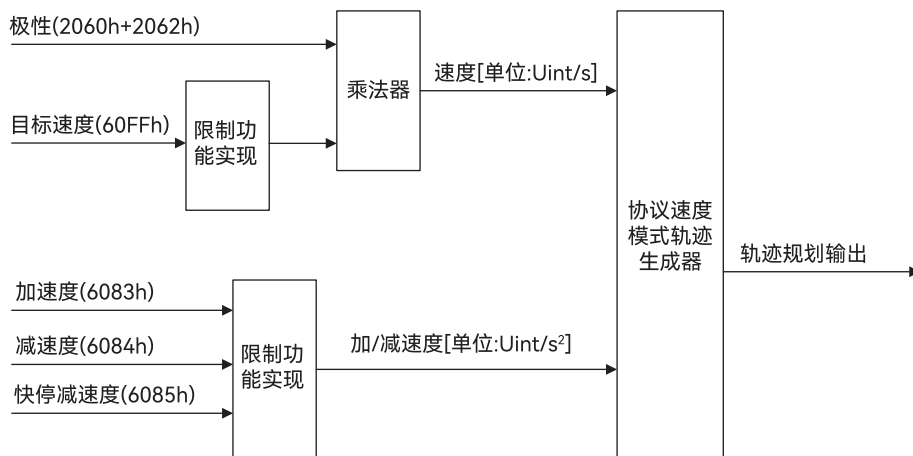 极性(2060h+2062h)
乘法器
速度[单位:Uint/s]
目标速度(60FFh)
限制功
能实现
协议速度
模式轨迹
生成器
轨迹规划输出
加速度(6083h)
减速度(6084h)
快停减速度(6085h)
限制功
能实现
加/减速度[单位:Uint/s²]